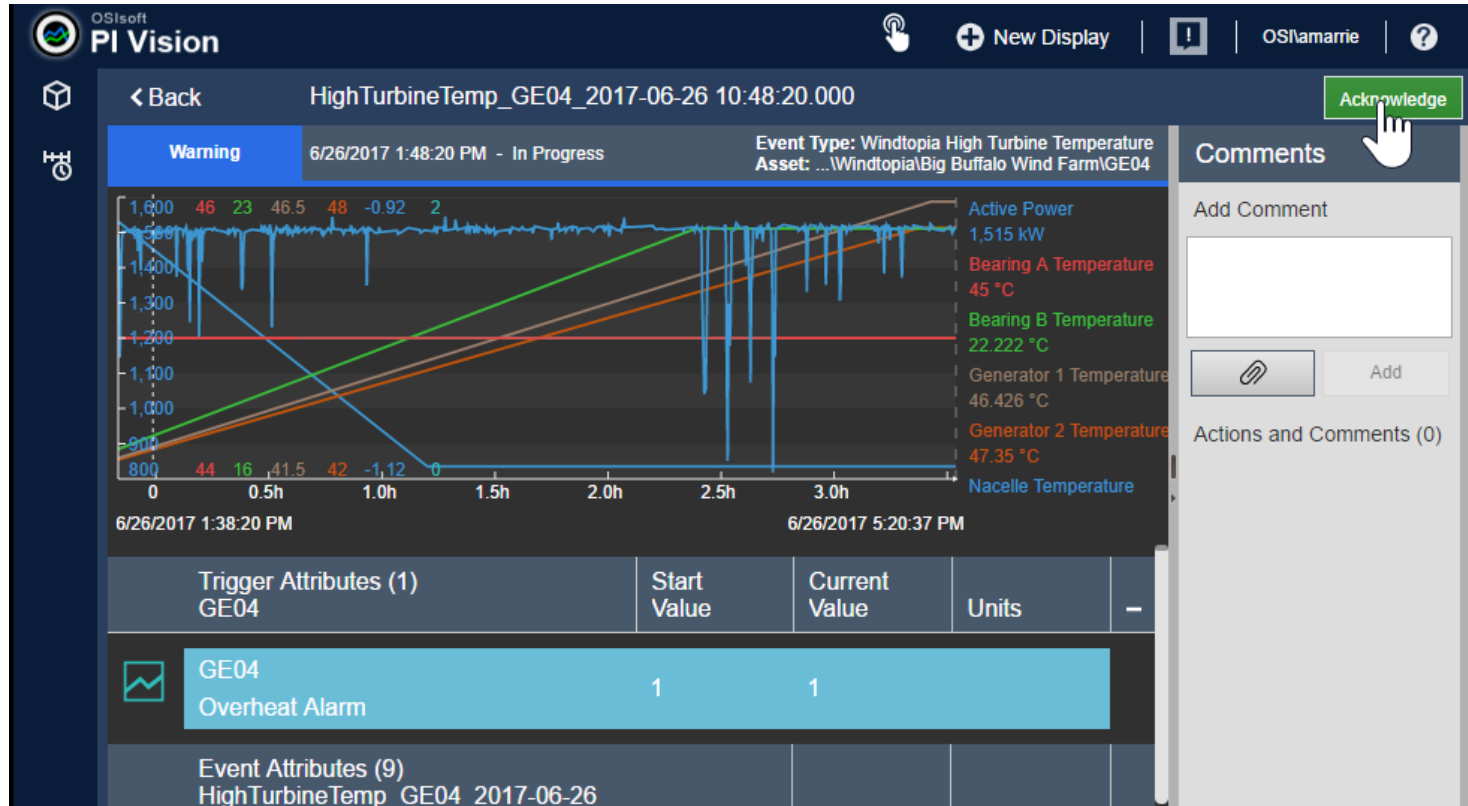 OSIsoft
PI Vision
New Display
OSI\amarrie
?
Back
HighTurbineTemp_GE04_2017-06-26 10:48:20.000
Acknowledge
Warning
6/26/2017 1:48:20 PM - In Progress
Event Type: Windtopia High Turbine Temperature
Asset: ...\Windtopia\Big Buffalo Wind Farm\GE04
Comments
Add Comment
Add
Actions and Comments (0)
1,600 46 23 46.5 48 -0.92 2
1,500
1,400
1,300
1,200
1,100
1,000
900
800 44 16 41.5 42 -1.12 0
0 0.5h 1.0h 1.5h 2.0h 2.5h 3.0h
6/26/2017 1:38:20 PM
6/26/2017 5:20:37 PM
Active Power
1,515 kW
Bearing A Temperature
45 °C
Bearing B Temperature
22.222 °C
Generator 1 Temperature
46.426 °C
Generator 2 Temperature
47.35 °C
Nacelle Temperature
Trigger Attributes (1)
GE04
Start
Value
Current
Value
Units
GE04
Overheat Alarm
1
1
Event Attributes (9)
HighTurbineTemp_GE04_2017-06-26